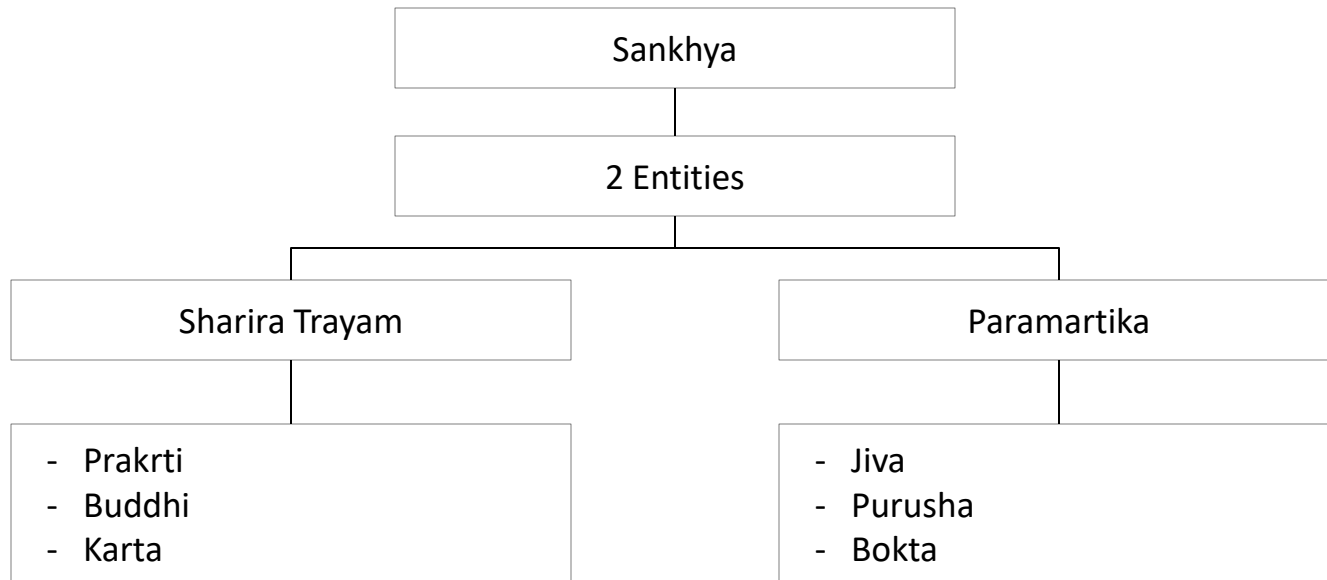 Sankhya
2 Entities
Sharira Trayam
Paramartika
- Prakrti
- Buddhi
- Karta
- Jiva
- Purusha
- Bokta